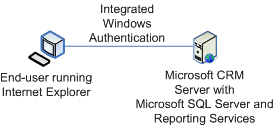 Integrated
Windows
Authentication
End-user running
Internet Explorer
Microsoft CRM
Server with
Microsoft SQL Server and
Reporting Services